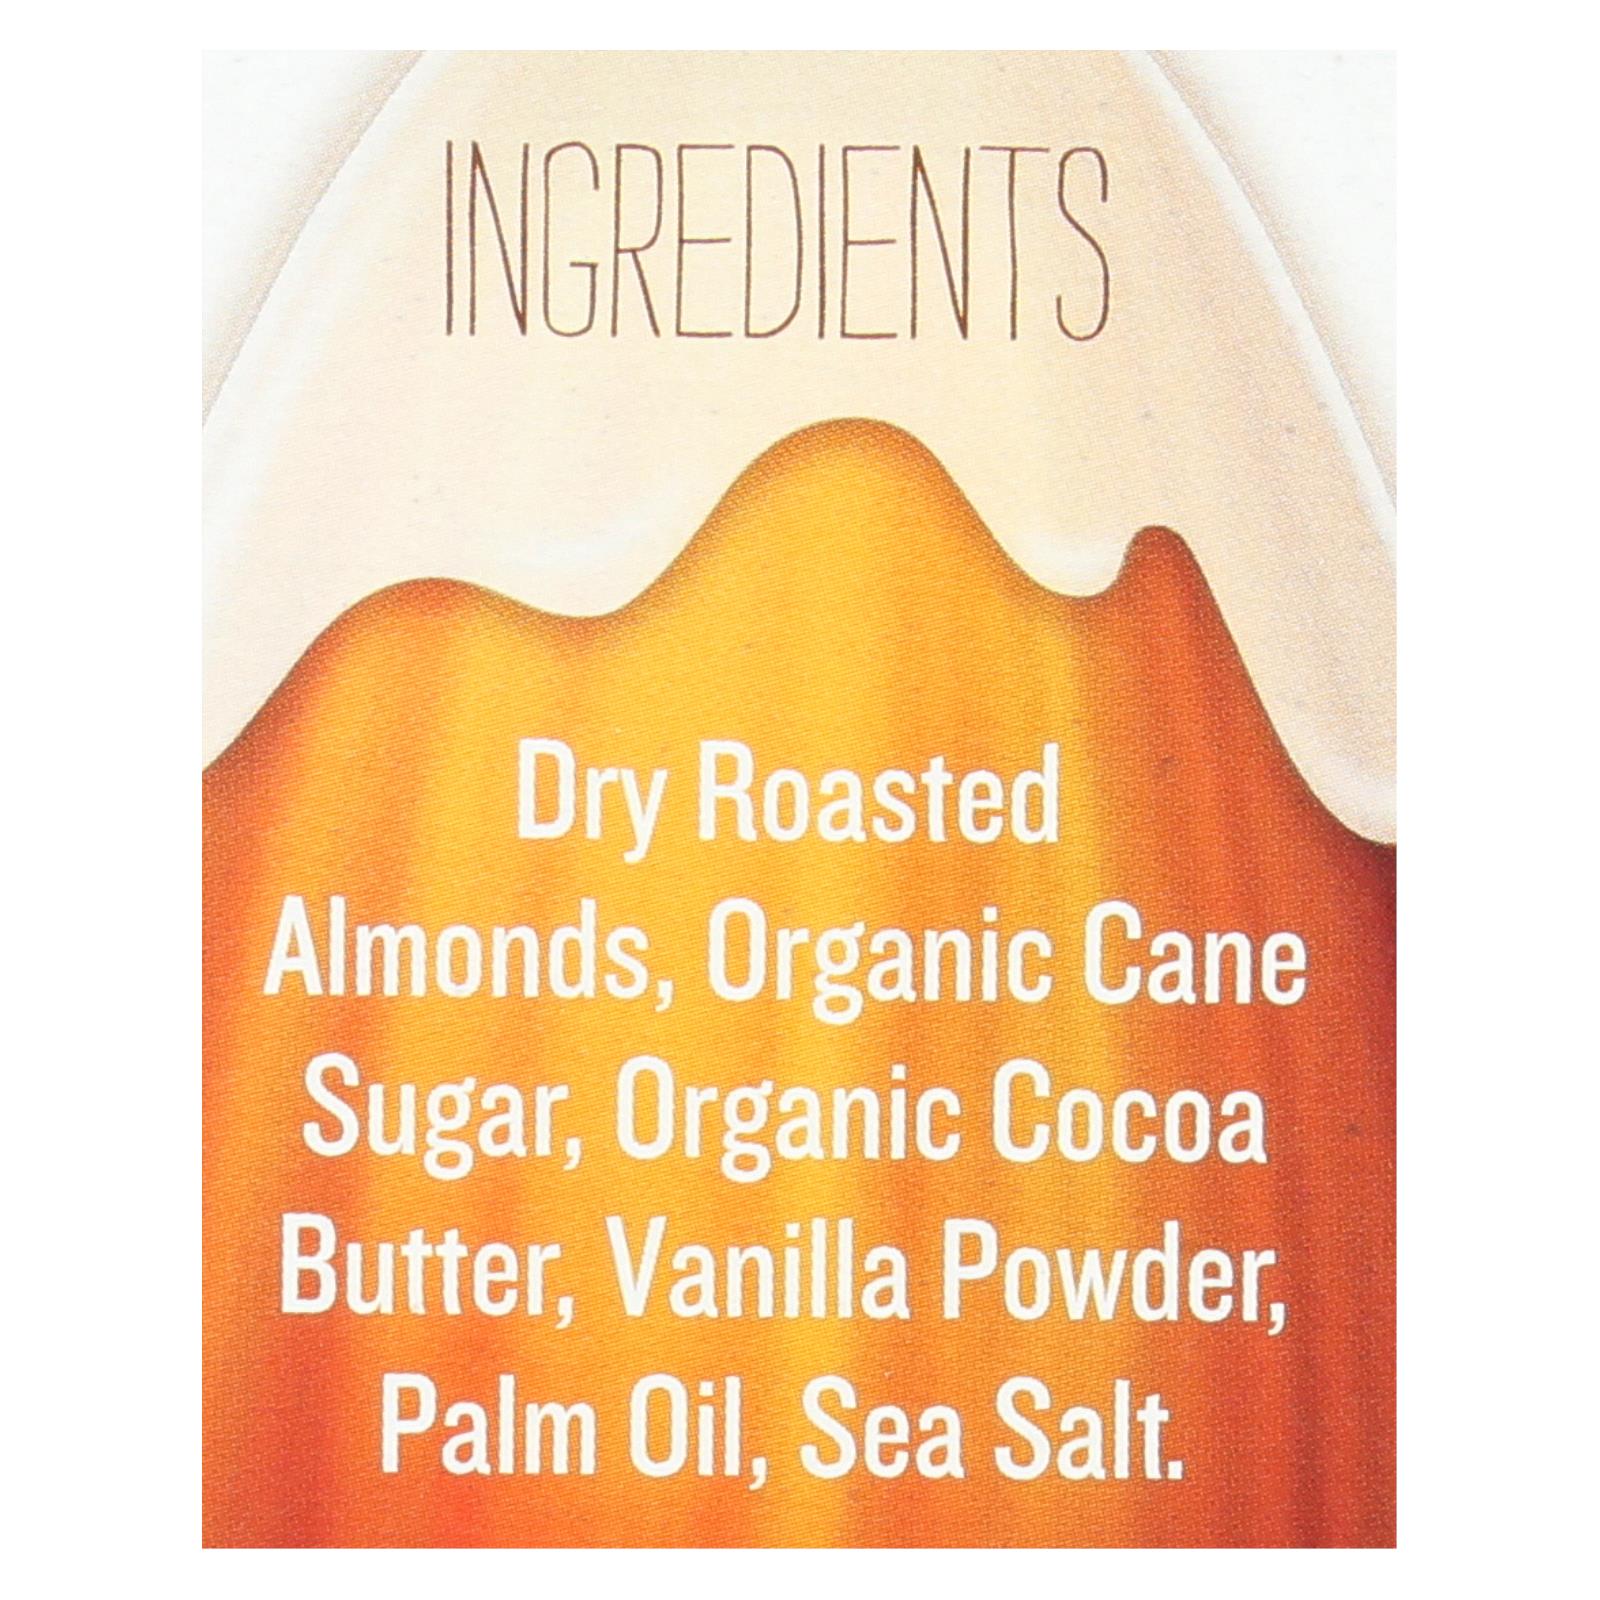 INGREDIENTS
Dry Roasted
Almonds, Organic Cane
Sugar, Organic Cocoa
Butter, Vanilla Powder,
Palm Oil, Sea Salt.